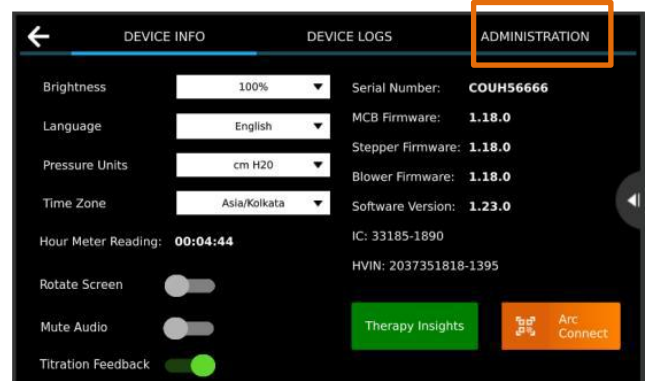 DEVICE INFO DEVICE LOGS ADMINISTRATION
Brightness 100%
Language English
Pressure Units cm H20
Time Zone Asia/Kolkata
Hour Meter Reading: 00:04:44
Rotate Screen
Mute Audio
Titration Feedback
Serial Number: COUH56666
MCB Firmware: 1.18.0
Stepper Firmware: 1.18.0
Blower Firmware: 1.18.0
Software Version: 1.23.0
IC: 33185-1890
HVIN: 2037351818-1395
Therapy Insights
Arc
Connect